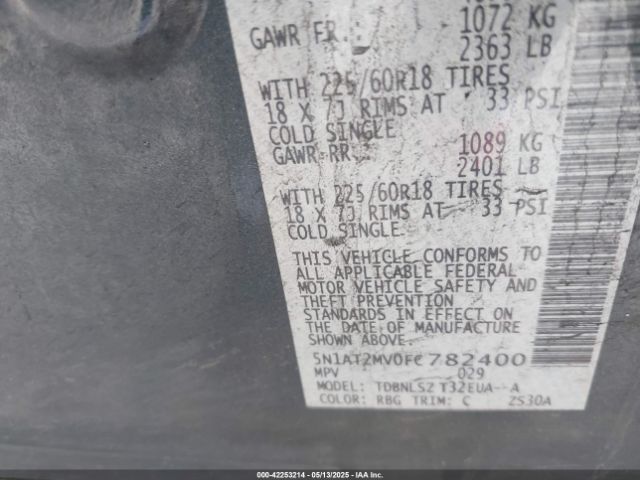 1072 KG
GAWR FR.: 2363 LB
WITH 225/60R18 TIRES
18 X 7J RIMS AT 33 PSI
COLD SINGLE
GAWR RR.: 1089 KG
2401 LB
WITH 225/60R18 TIRES
18 X 7J RIMS AT 33 PSI
COLD SINGLE
THIS VEHICLE CONFORMS TO
ALL APPLICABLE FEDERAL
MOTOR VEHICLE SAFETY AND
THEFT PREVENTION
STANDARDS IN EFFECT ON
THE DATE OF MANUFACTURE
5N1AT2MV0FC782400
MPV 029
MODEL: TDBNLSZ T32EUA--A
COLOR: RBG TRIM: C ZS30A
000-42253214 - 05/13/2025 - IAA Inc.